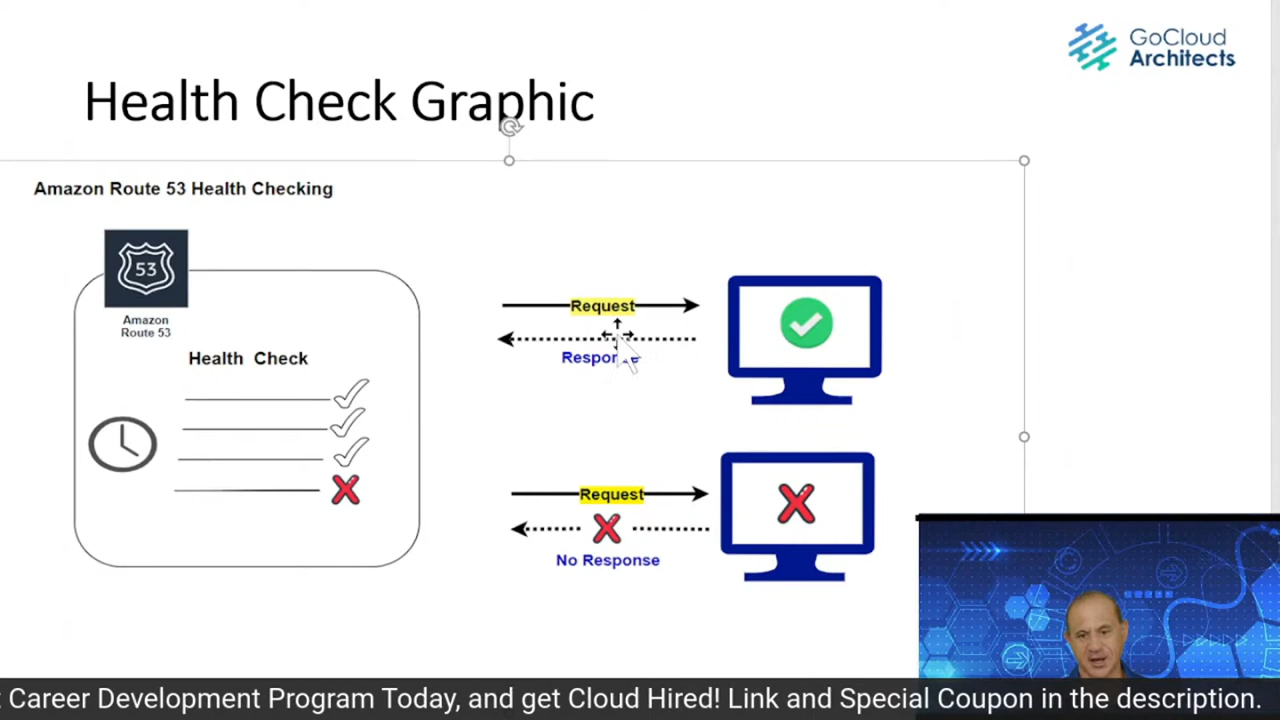 GoCloud
Architects
Health Check Graphic
Amazon Route 53 Health Checking
53
Amazon
Route 53
Health Check
Request
Request
No Response
Career Development Program Today, and get Cloud Hired! Link and Special Coupon in the description.